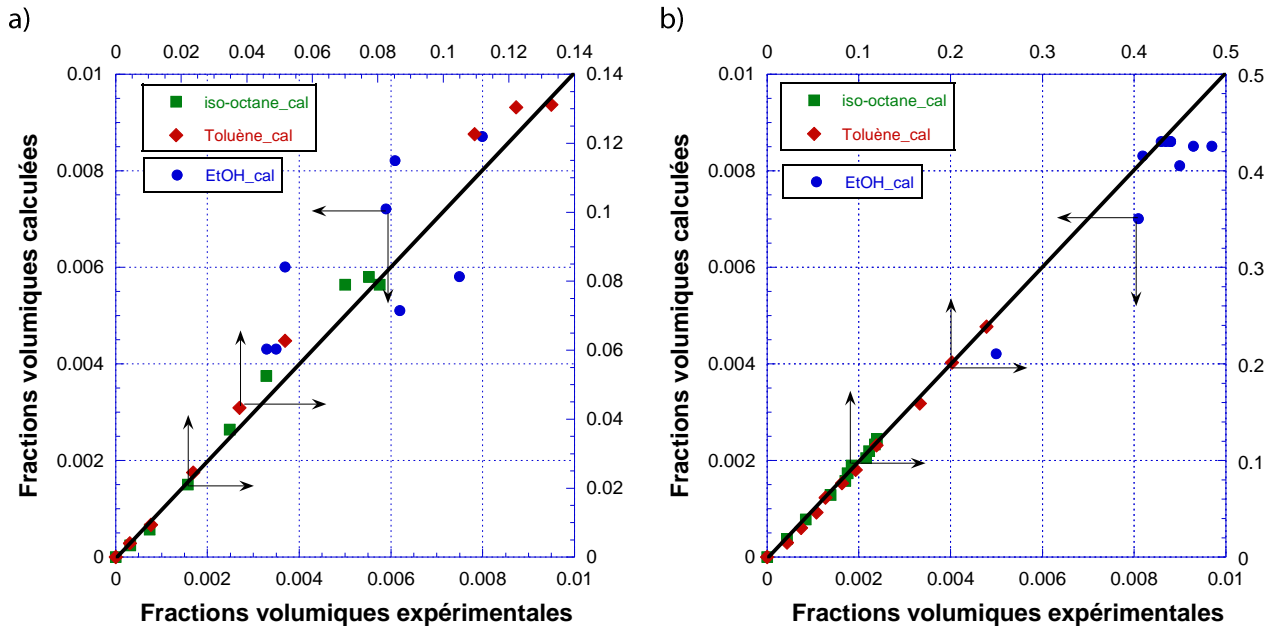 a)
0 0.02 0.04 0.06 0.08 0.1 0.12 0.14
iso-octane_cal
Toluène_cal
EtOH_cal
Fractions volumiques calculées
0.01
0.008
0.006
0.004
0.002
0
0.14
0.12
0.1
0.08
0.06
0.04
0.02
0
0 0.002 0.004 0.006 0.008 0.01
Fractions volumiques expérimentales
b)
0 0.1 0.2 0.3 0.4 0.5
iso-octane_cal
Toluène_cal
EtOH_cal
Fractions volumiques calculées
0.01
0.008
0.006
0.004
0.002
0
0.5
0.4
0.3
0.2
0.1
0
0 0.002 0.004 0.006 0.008 0.01
Fractions volumiques expérimentales